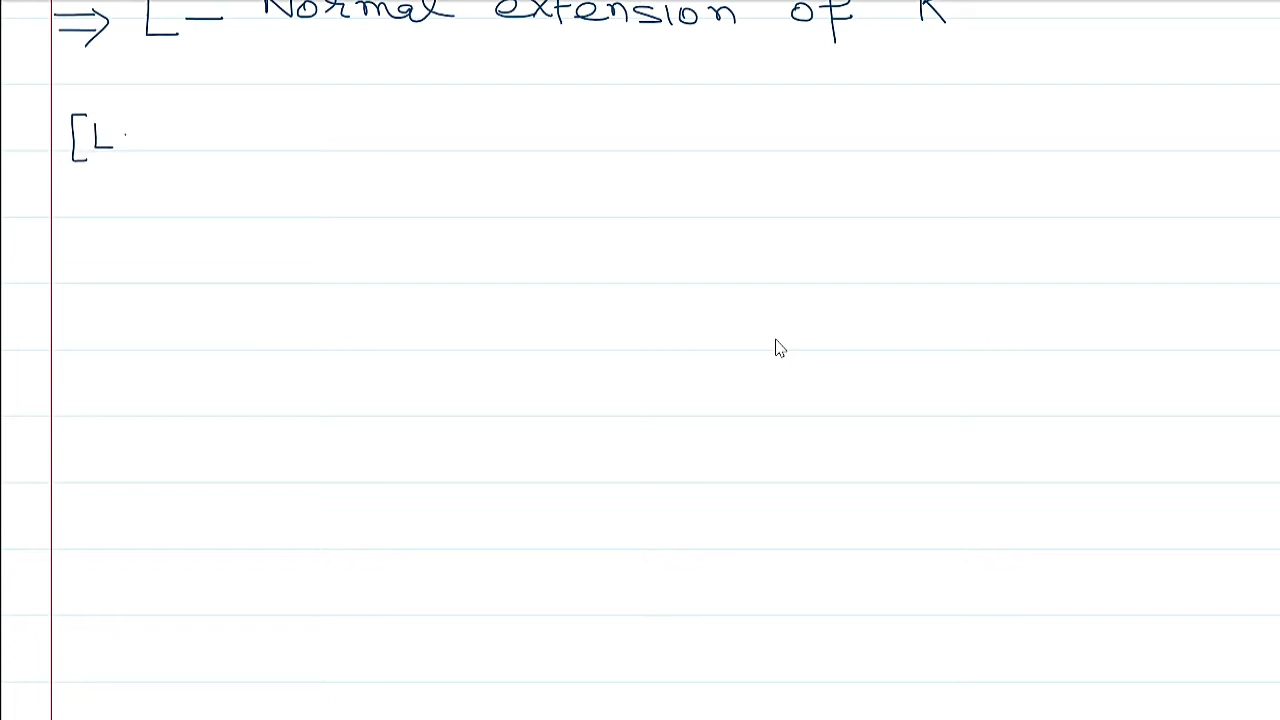 ⇒ L - Normal extension of K
[L .